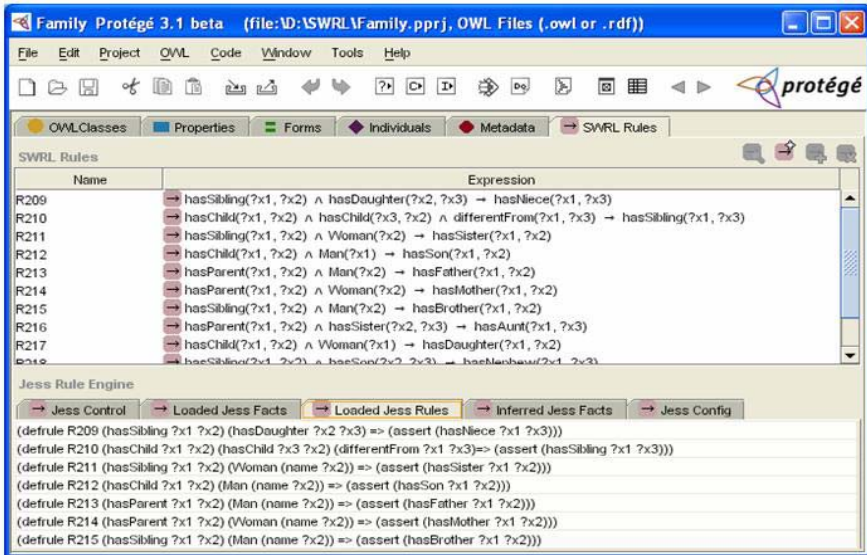 Family Protégé 3.1 beta (file:\D:\SWRL\Family.pprj, OWL Files (.owl or .rdf))
File Edit Project OWL Code Window Tools Help
protégé
OWLClasses Properties Forms Individuals Metadata → SWRL Rules
SWRL Rules
Name Expression
R209 → hasSibling(?x1, ?x2) ∧ hasDaughter(?x2, ?x3) → hasNiece(?x1, ?x3)
R210 → hasChild(?x1, ?x2) ∧ hasChild(?x3, ?x2) ∧ differentFrom(?x1, ?x3) → hasSibling(?x1, ?x3)
R211 → hasSibling(?x1, ?x2) ∧ Woman(?x2) → hasSister(?x1, ?x2)
R212 → hasChild(?x1, ?x2) ∧ Man(?x1) → hasSon(?x1, ?x2)
R213 → hasParent(?x1, ?x2) ∧ Man(?x2) → hasFather(?x1, ?x2)
R214 → hasParent(?x1, ?x2) ∧ Woman(?x2) → hasMother(?x1, ?x2)
R215 → hasSibling(?x1, ?x2) ∧ Man(?x2) → hasBrother(?x1, ?x2)
R216 → hasParent(?x1, ?x2) ∧ hasSister(?x2, ?x3) → hasAunt(?x1, ?x3)
R217 → hasChild(?x1, ?x2) ∧ Woman(?x1) → hasDaughter(?x1, ?x2)
R218 → hasSibling(?x1, ?x2) ∧ hasSon(?x2, ?x3) → hasNephew(?x1, ?x3)
Jess Rule Engine
→ Jess Control → Loaded Jess Facts → Loaded Jess Rules → Inferred Jess Facts → Jess Config
(defrule R209 (hasSibling ?x1 ?x2) (hasDaughter ?x2 ?x3) => (assert (hasNiece ?x1 ?x3)))
(defrule R210 (hasChild ?x1 ?x2) (hasChild ?x3 ?x2) (differentFrom ?x1 ?x3)=> (assert (hasSibling ?x1 ?x3)))
(defrule R211 (hasSibling ?x1 ?x2) (Woman (name ?x2)) => (assert (hasSister ?x1 ?x2)))
(defrule R212 (hasChild ?x1 ?x2) (Man (name ?x2)) => (assert (hasSon ?x1 ?x2)))
(defrule R213 (hasParent ?x1 ?x2) (Man (name ?x2)) => (assert (hasFather ?x1 ?x2)))
(defrule R214 (hasParent ?x1 ?x2) (Woman (name ?x2)) => (assert (hasMother ?x1 ?x2)))
(defrule R215 (hasSibling ?x1 ?x2) (Man (name ?x2)) => (assert (hasBrother ?x1 ?x2)))